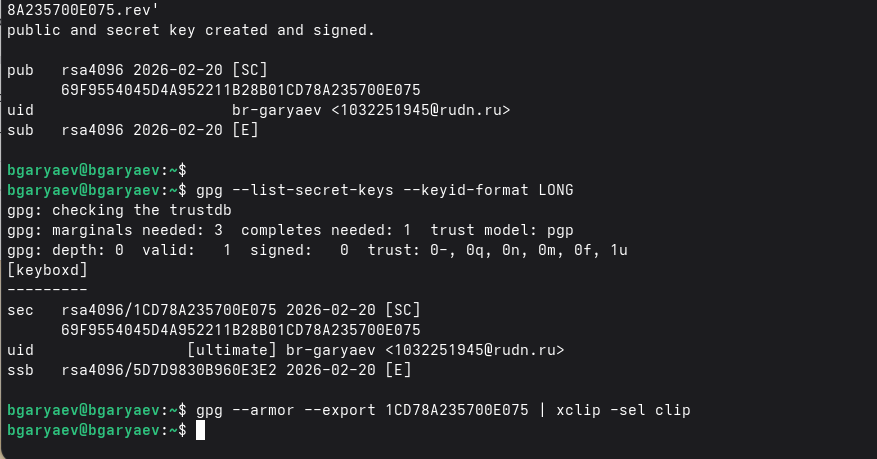 8A235700E075.rev'
public and secret key created and signed.
pub   rsa4096 2026-02-20 [SC]
      69F9554045D4A952211B28B01CD78A235700E075
uid                      br-garyaev <1032251945@rudn.ru>
sub   rsa4096 2026-02-20 [E]
bgaryaev@bgaryaev:~$
bgaryaev@bgaryaev:~$ gpg --list-secret-keys --keyid-format LONG
gpg: checking the trustdb
gpg: marginals needed: 3  completes needed: 1  trust model: pgp
gpg: depth: 0  valid:   1  signed:   0  trust: 0-, 0q, 0n, 0m, 0f, 1u
[keyboxd]
---------
sec   rsa4096/1CD78A235700E075 2026-02-20 [SC]
      69F9554045D4A952211B28B01CD78A235700E075
uid                 [ultimate] br-garyaev <1032251945@rudn.ru>
ssb   rsa4096/5D7D9830B960E3E2 2026-02-20 [E]
bgaryaev@bgaryaev:~$ gpg --armor --export 1CD78A235700E075 | xclip -sel clip
bgaryaev@bgaryaev:~$